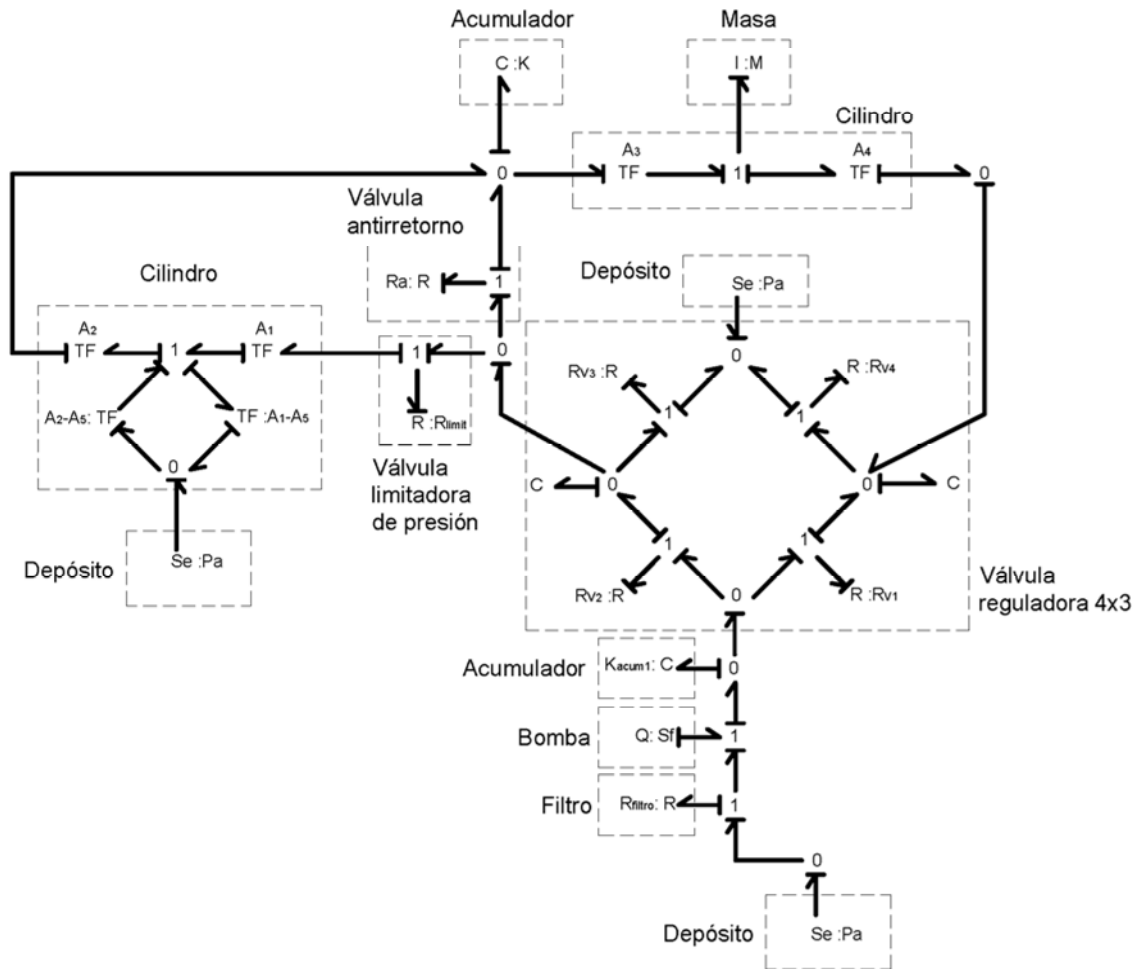 Acumulador
Masa
C :K
I :M
Cilindro
A3
A4
0
TF
1
TF
0
Válvula
antirretorno
Ra: R
1
Depósito
Se :Pa
Cilindro
A2
A1
TF
1
TF
1
0
0
Rv3 :R
R :Rv4
A2-A5: TF
TF :A1-A5
R :Rlimit
1
1
0
Válvula
limitadora
de presión
C
0
0
C
Depósito
Se :Pa
1
1
Rv2 :R
R :Rv1
0
Válvula
reguladora 4x3
Acumulador
Kacum1: C
0
Bomba
Q: Sf
1
Filtro
Rfiltro: R
1
0
Depósito
Se :Pa